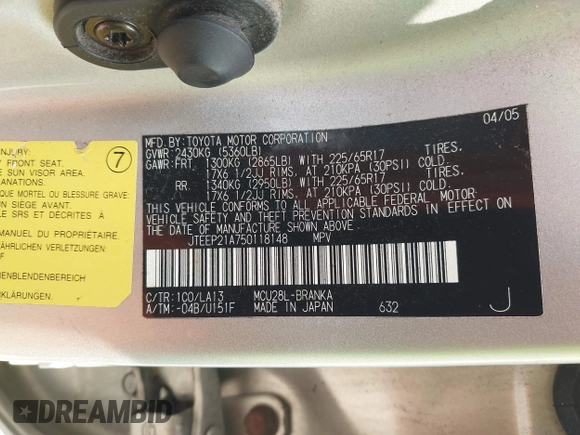 04/05
MFD. BY: TOYOTA MOTOR CORPORATION
GVWR: 2430KG (5360LB)
GAWR: FRT. 1300KG (2865LB) WITH 225/65R17 TIRES.
17X6 1/2JJ RIMS, AT 210KPA (30PSI) COLD.
RR. 1340KG (2950LB) WITH 225/65R17 TIRES.
17X6 1/2JJ RIMS, AT 210KPA (30PSI) COLD.
THIS VEHICLE CONFORMS TO ALL APPLICABLE FEDERAL MOTOR
VEHICLE SAFETY AND THEFT PREVENTION STANDARDS IN EFFECT ON
THE DATE OF MANUFACTURE SHOWN ABOVE.
JTEEP21A750118148 MPV
C/TR: 1C0/LA13 MCU28L-BRANKA
A/TM: -04B/U151F MADE IN JAPAN 632 J
7
NJURY:
Y FRONT SEAT.
E SUN VISOR AREA.
ANATIONS.
QUE MORTEL OU BLESSURE GRAVE:
N SIÈGE AVANT.
LE SRS ET DÉCRITES À
L DU PROPRIÉTAIRE.
ÄHRLICHEN VERLETZUNGEN:
F
ENBLENDENBEREICH
DREAMBID